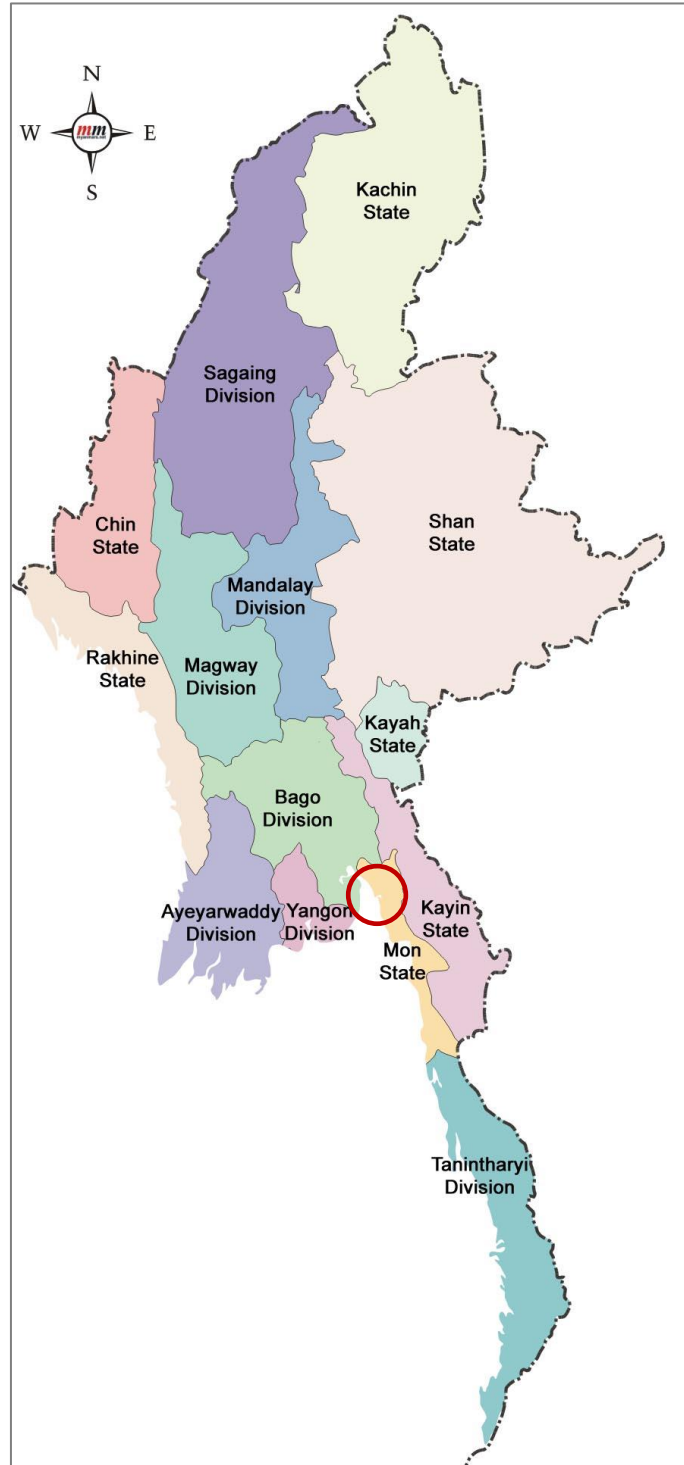 N
W
mm
E
S
Kachin
State
Sagaing
Division
Chin
State
Shan
State
Mandalay
Division
Rakhine
State
Magway
Division
Kayah
State
Bago
Division
Ayeyarwaddy
Division
Yangon
Division
Kayin
State
Mon
State
Tanintharyi
Division